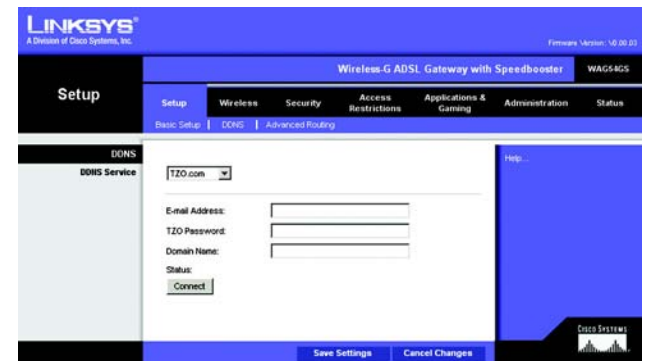 LINKSYS®
A Division of Cisco Systems, Inc.
Firmware Version: V0.00.03
Wireless-G ADSL Gateway with Speedbooster WAG54GS
Setup
Setup Wireless Security Access Restrictions Applications & Gaming Administration Status
Basic Setup | DDNS | Advanced Routing
DDNS
DDNS Service
TZO.com
Help...
E-mail Address:
TZO Password:
Domain Name:
Status:
Connect
Save Settings Cancel Changes
CISCO SYSTEMS